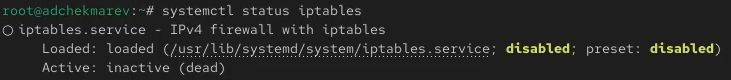 root@adchekmarev:~# systemctl status iptables
○ iptables.service - IPv4 firewall with iptables
     Loaded: loaded (/usr/lib/systemd/system/iptables.service; disabled; preset: disabled)
     Active: inactive (dead)